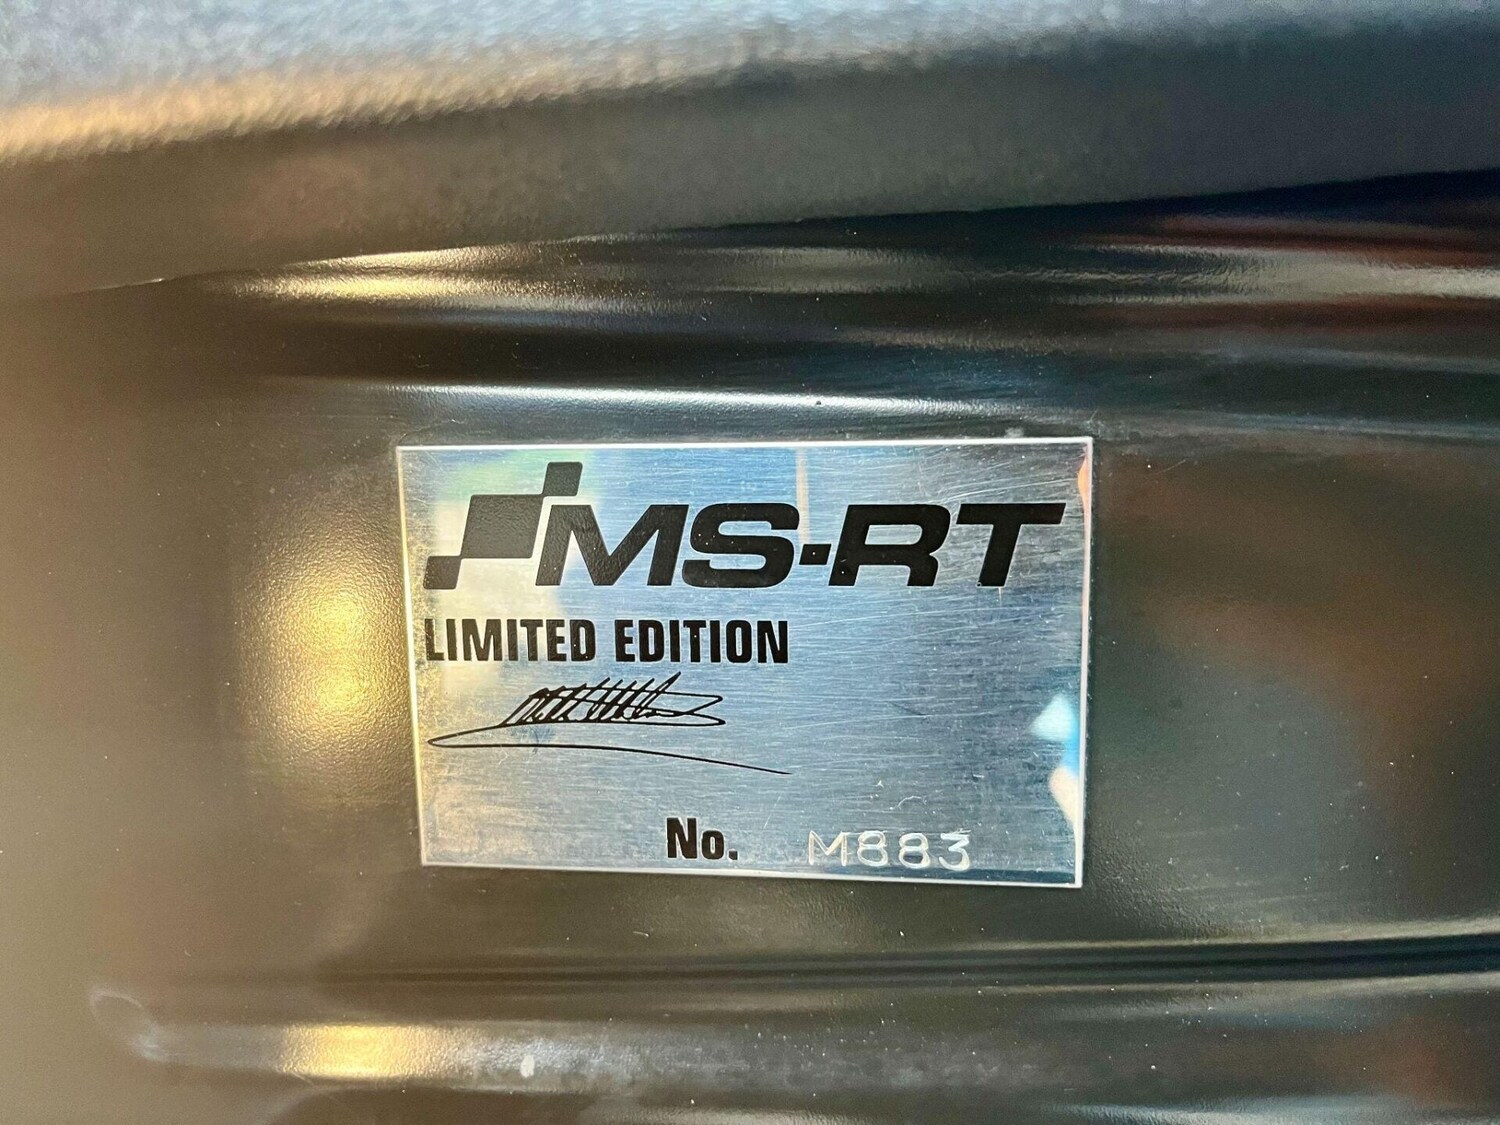 MS-RT
LIMITED EDITION
No. M883